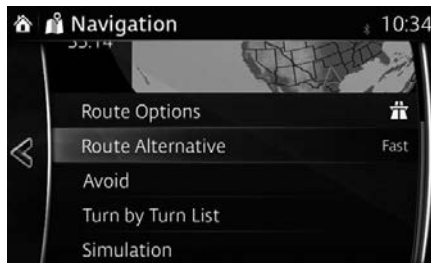 Navigation 10:34
Route Options
Route Alternative Fast
Avoid
Turn by Turn List
Simulation